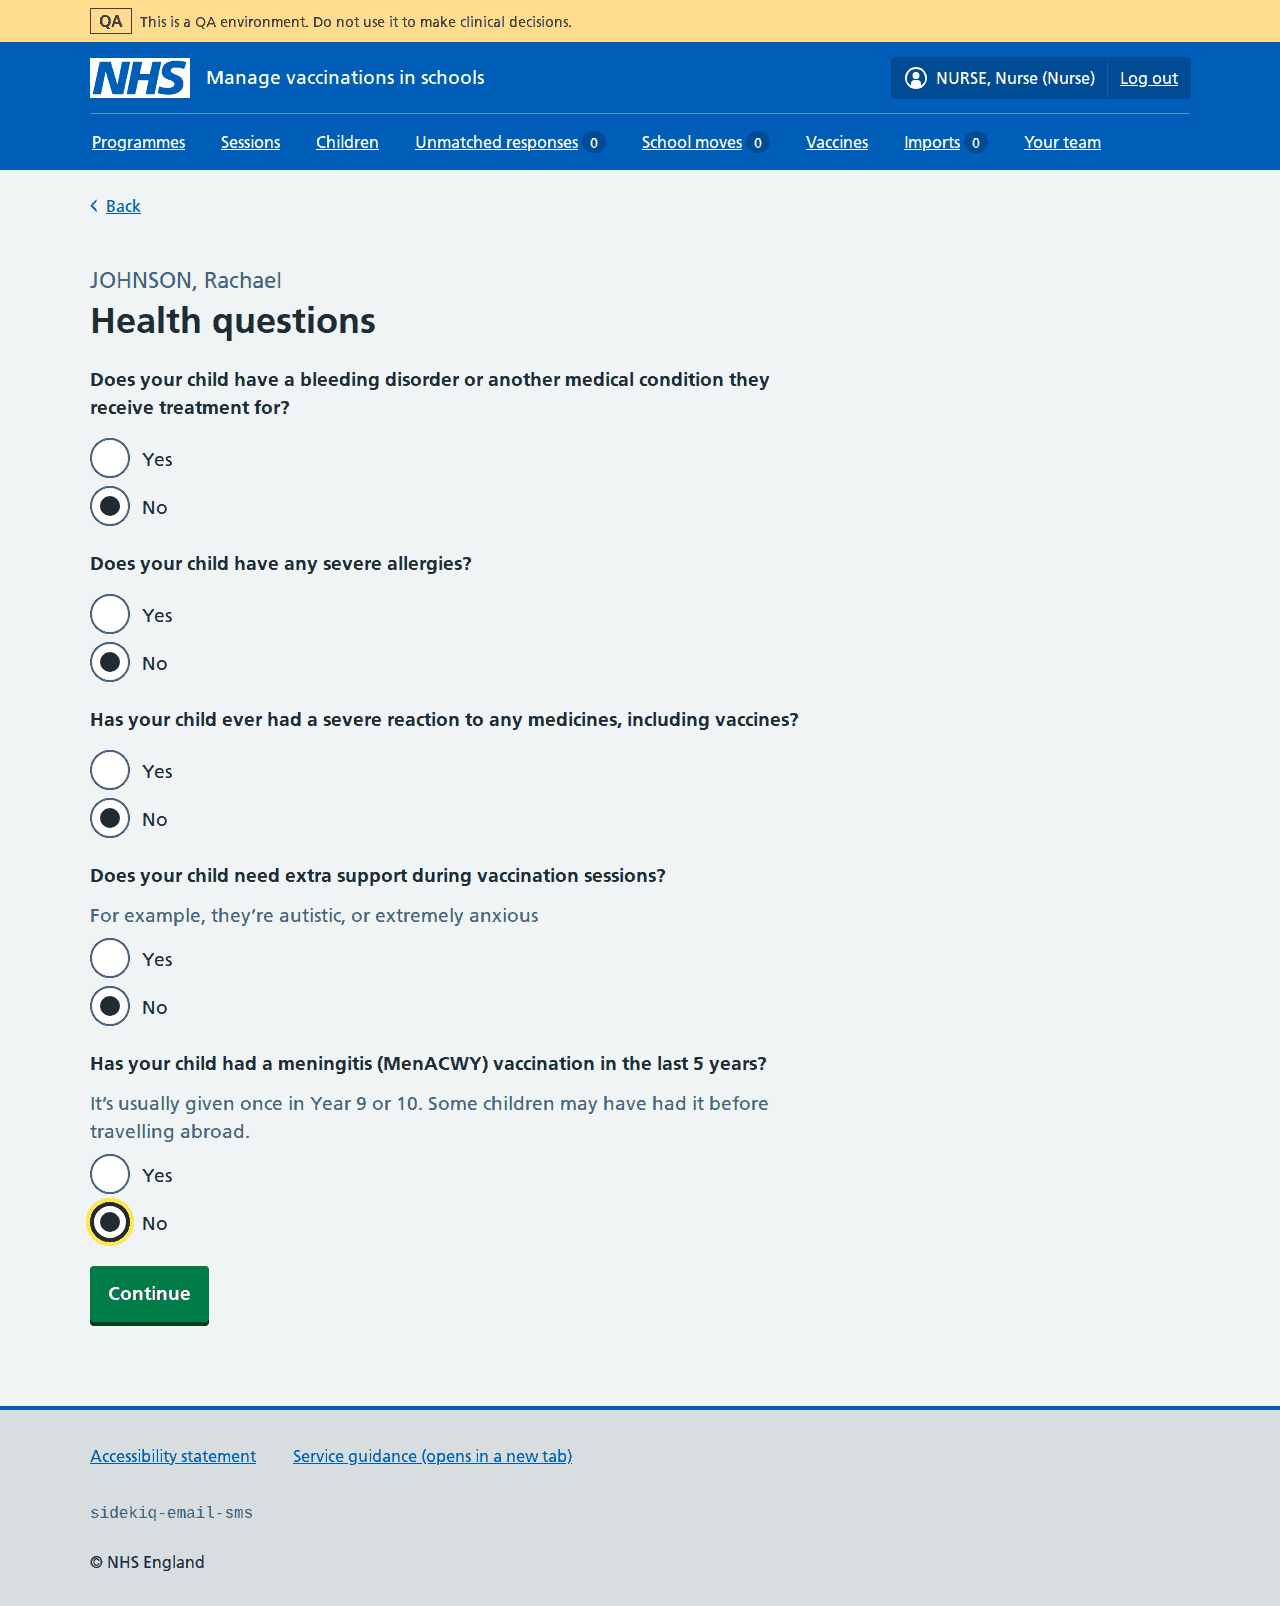 QA This is a QA environment. Do not use it to make clinical decisions.
NHS Manage vaccinations in schools NURSE, Nurse (Nurse) Log out
Programmes Sessions Children Unmatched responses 0 School moves 0 Vaccines Imports 0 Your team
Back
JOHNSON, Rachael
Health questions
Does your child have a bleeding disorder or another medical condition they
receive treatment for?
Yes
No
Does your child have any severe allergies?
Yes
No
Has your child ever had a severe reaction to any medicines, including vaccines?
Yes
No
Does your child need extra support during vaccination sessions?
For example, they’re autistic, or extremely anxious
Yes
No
Has your child had a meningitis (MenACWY) vaccination in the last 5 years?
It’s usually given once in Year 9 or 10. Some children may have had it before
travelling abroad.
Yes
No
Continue
Accessibility statement Service guidance (opens in a new tab)
sidekiq-email-sms
© NHS England